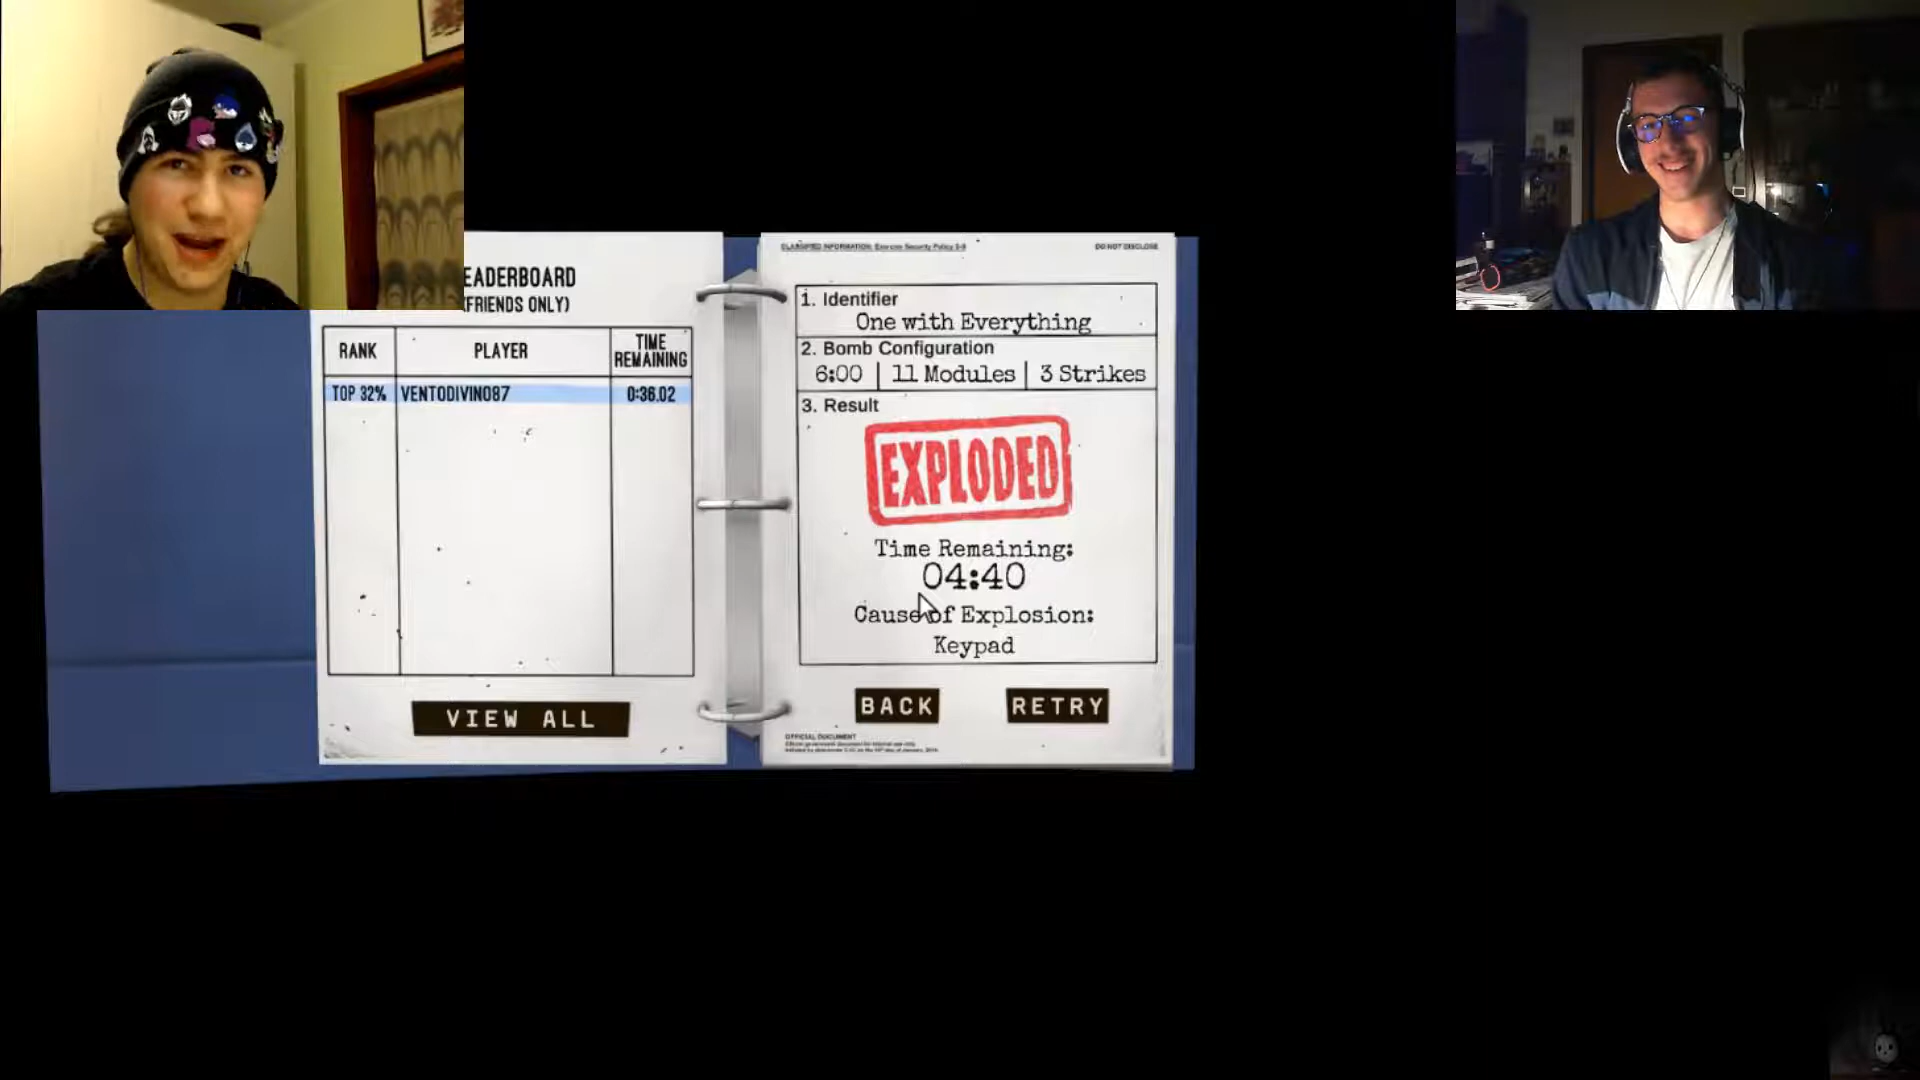 EADERBOARD
(FRIENDS ONLY)
RANK PLAYER TIME REMAINING
TOP 32% VENTODIVINO87 0:36.02
VIEW ALL
CLASSIFIED INFORMATION: DO NOT DISCLOSE
1. Identifier
One with Everything
2. Bomb Configuration
6:00 | 11 Modules | 3 Strikes
3. Result
EXPLODED
Time Remaining:
04:40
Cause of Explosion:
Keypad
BACK RETRY
OFFICIAL DOCUMENT